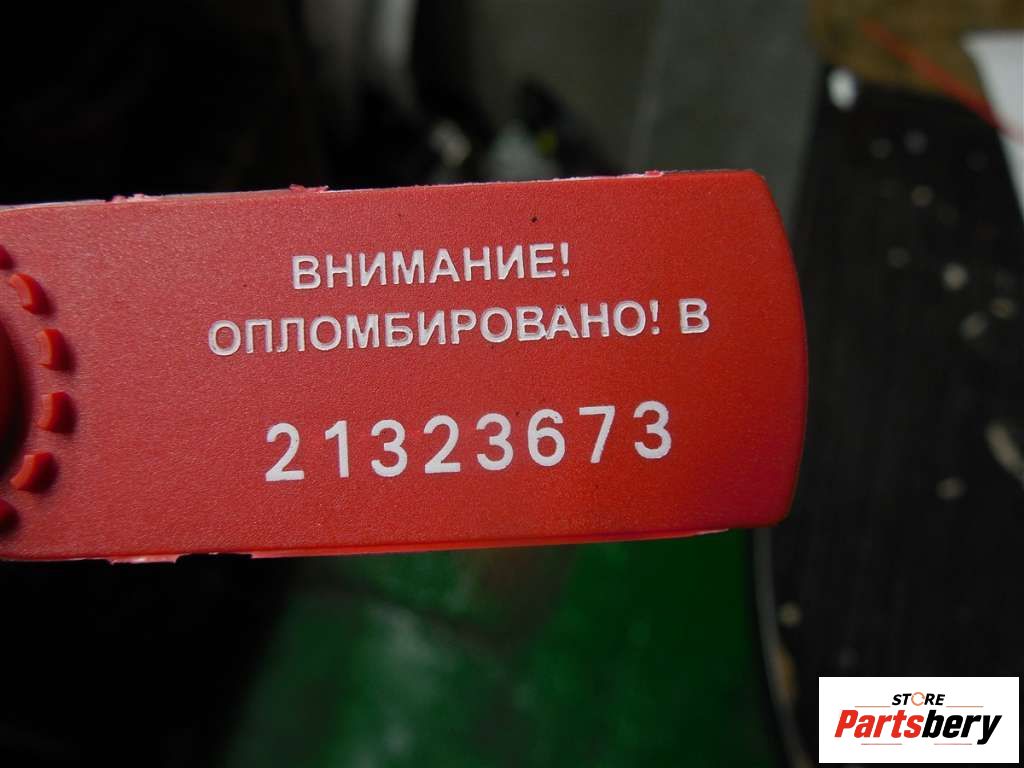 ВНИМАНИЕ!
ОПЛОМБИРОВАНО! В
21323673
STORE
Partsbery